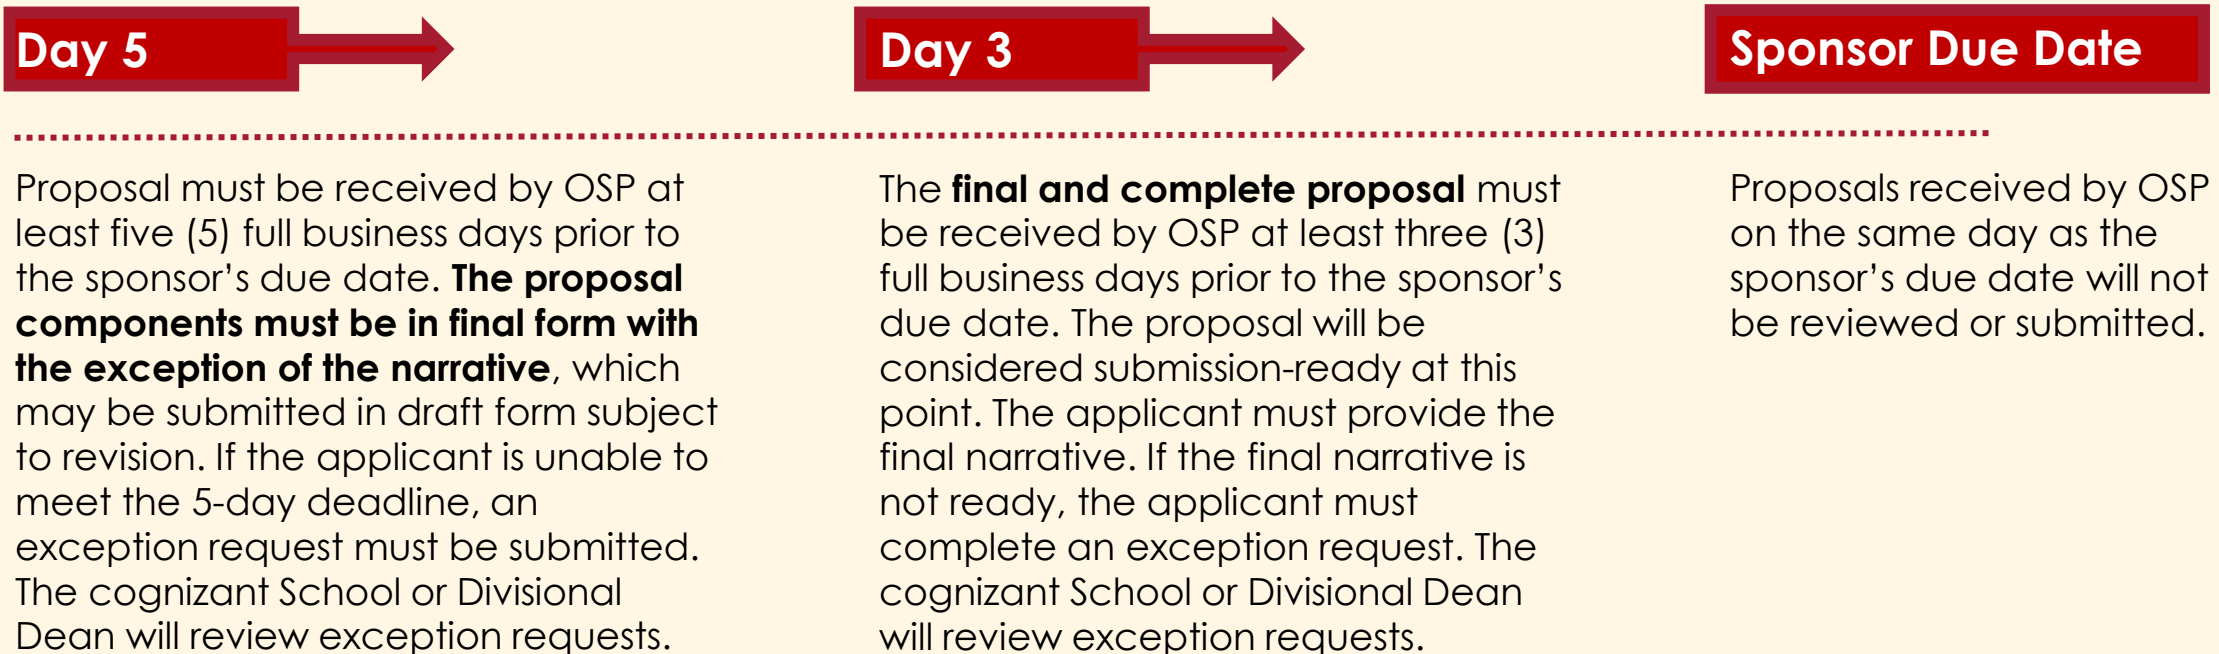 Day 5
Proposal must be received by OSP at
least five (5) full business days prior to
the sponsor’s due date. The proposal
components must be in final form with
the exception of the narrative, which
may be submitted in draft form subject
to revision. If the applicant is unable to
meet the 5-day deadline, an
exception request must be submitted.
The cognizant School or Divisional
Dean will review exception requests.
Day 3
The final and complete proposal must
be received by OSP at least three (3)
full business days prior to the sponsor’s
due date. The proposal will be
considered submission-ready at this
point. The applicant must provide the
final narrative. If the final narrative is
not ready, the applicant must
complete an exception request. The
cognizant School or Divisional Dean
will review exception requests.
Sponsor Due Date
Proposals received by OSP
on the same day as the
sponsor’s due date will not
be reviewed or submitted.